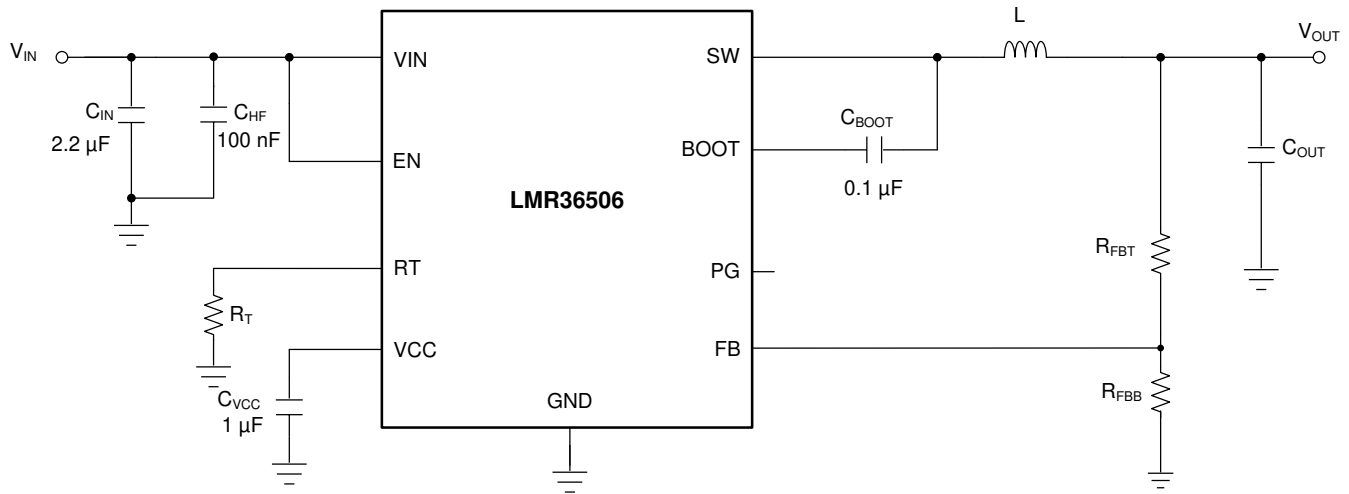 L
V_IN
V_OUT
VIN
SW
C_IN
2.2 µF
C_HF
100 nF
C_BOOT
BOOT
0.1 µF
C_OUT
EN
LMR36506
R_FBT
RT
PG
R_T
VCC
FB
C_VCC
1 µF
GND
R_FBB